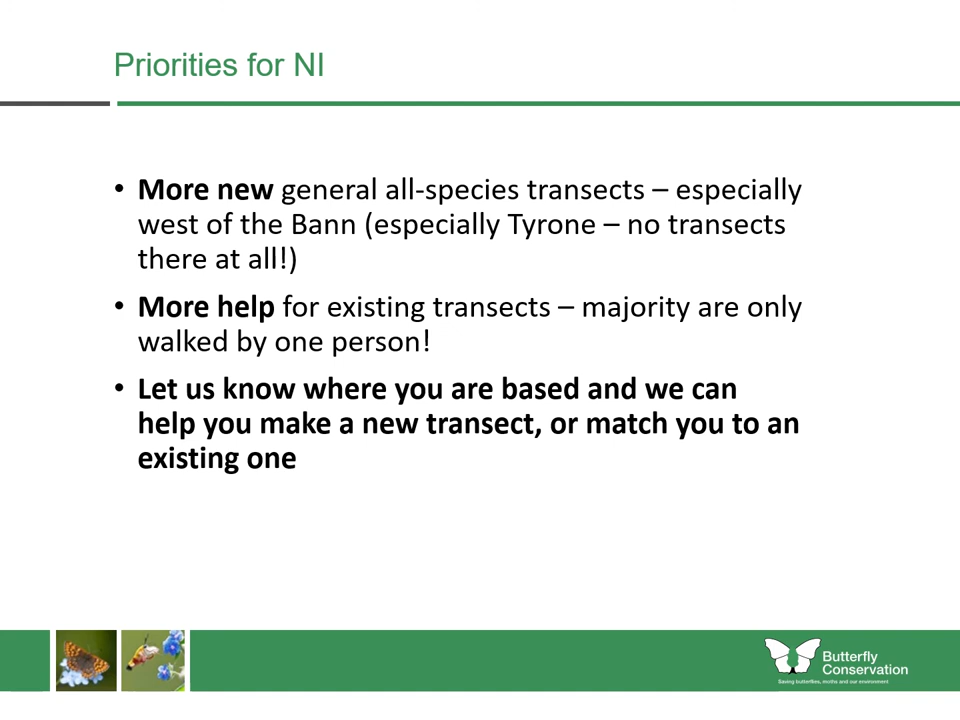 Priorities for NI
• More new general all-species transects – especially
west of the Bann (especially Tyrone – no transects
there at all!)
• More help for existing transects – majority are only
walked by one person!
• Let us know where you are based and we can
help you make a new transect, or match you to an
existing one
Butterfly
Conservation
Saving butterflies, moths and our environment